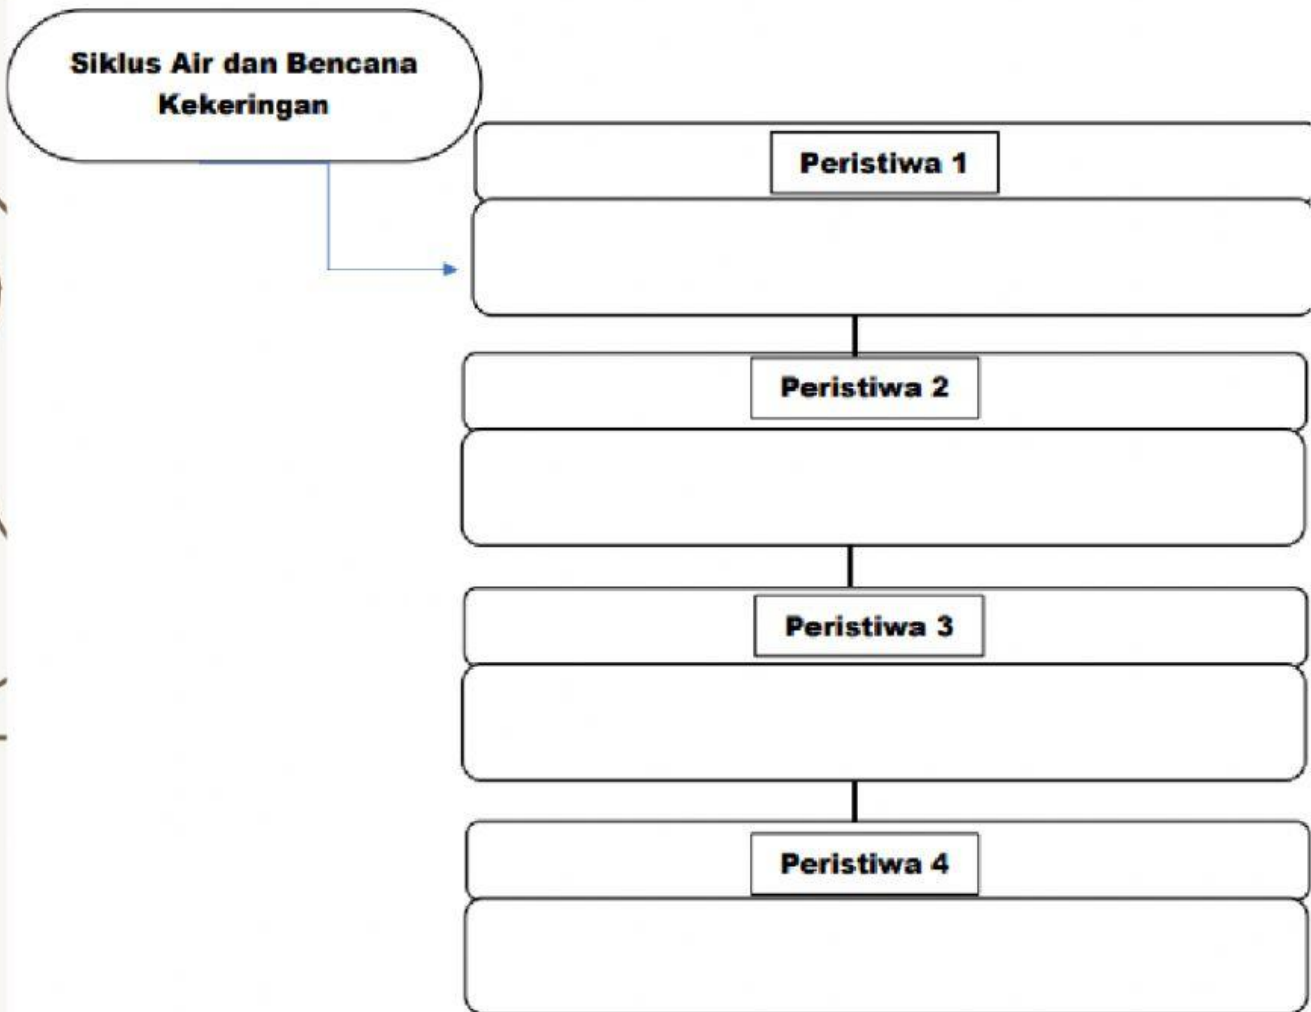 Siklus Air dan Bencana
Kekeringan
Peristiwa 1
Peristiwa 2
Peristiwa 3
Peristiwa 4